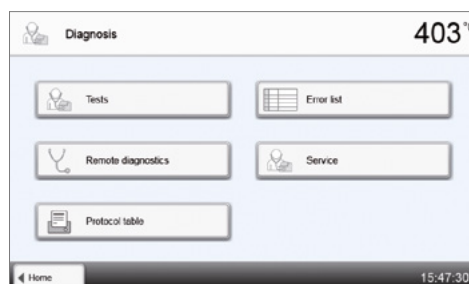 Diagnosis
403°
Tests
Error list
Remote diagnostics
Service
Protocol table
Home
15:47:30